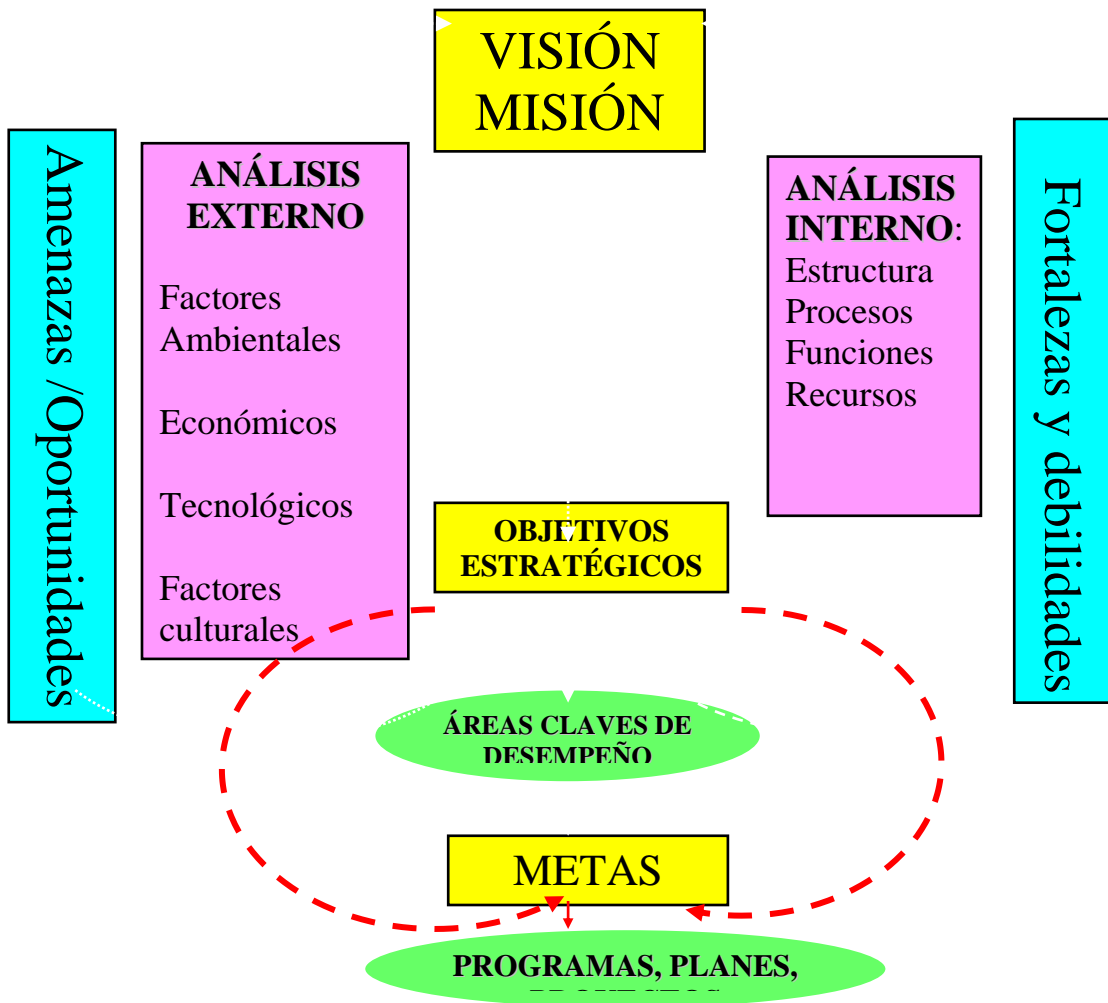 VISIÓN
MISIÓN
Amenazas /Oportunidades
ANÁLISIS
EXTERNO
Factores
Ambientales
Económicos
Tecnológicos
Factores
culturales
ANÁLISIS
INTERNO:
Estructura
Procesos
Funciones
Recursos
Fortalezas y debilidades
OBJETIVOS
ESTRATÉGICOS
ÁREAS CLAVES DE
DESEMPEÑO
METAS
PROGRAMAS, PLANES,